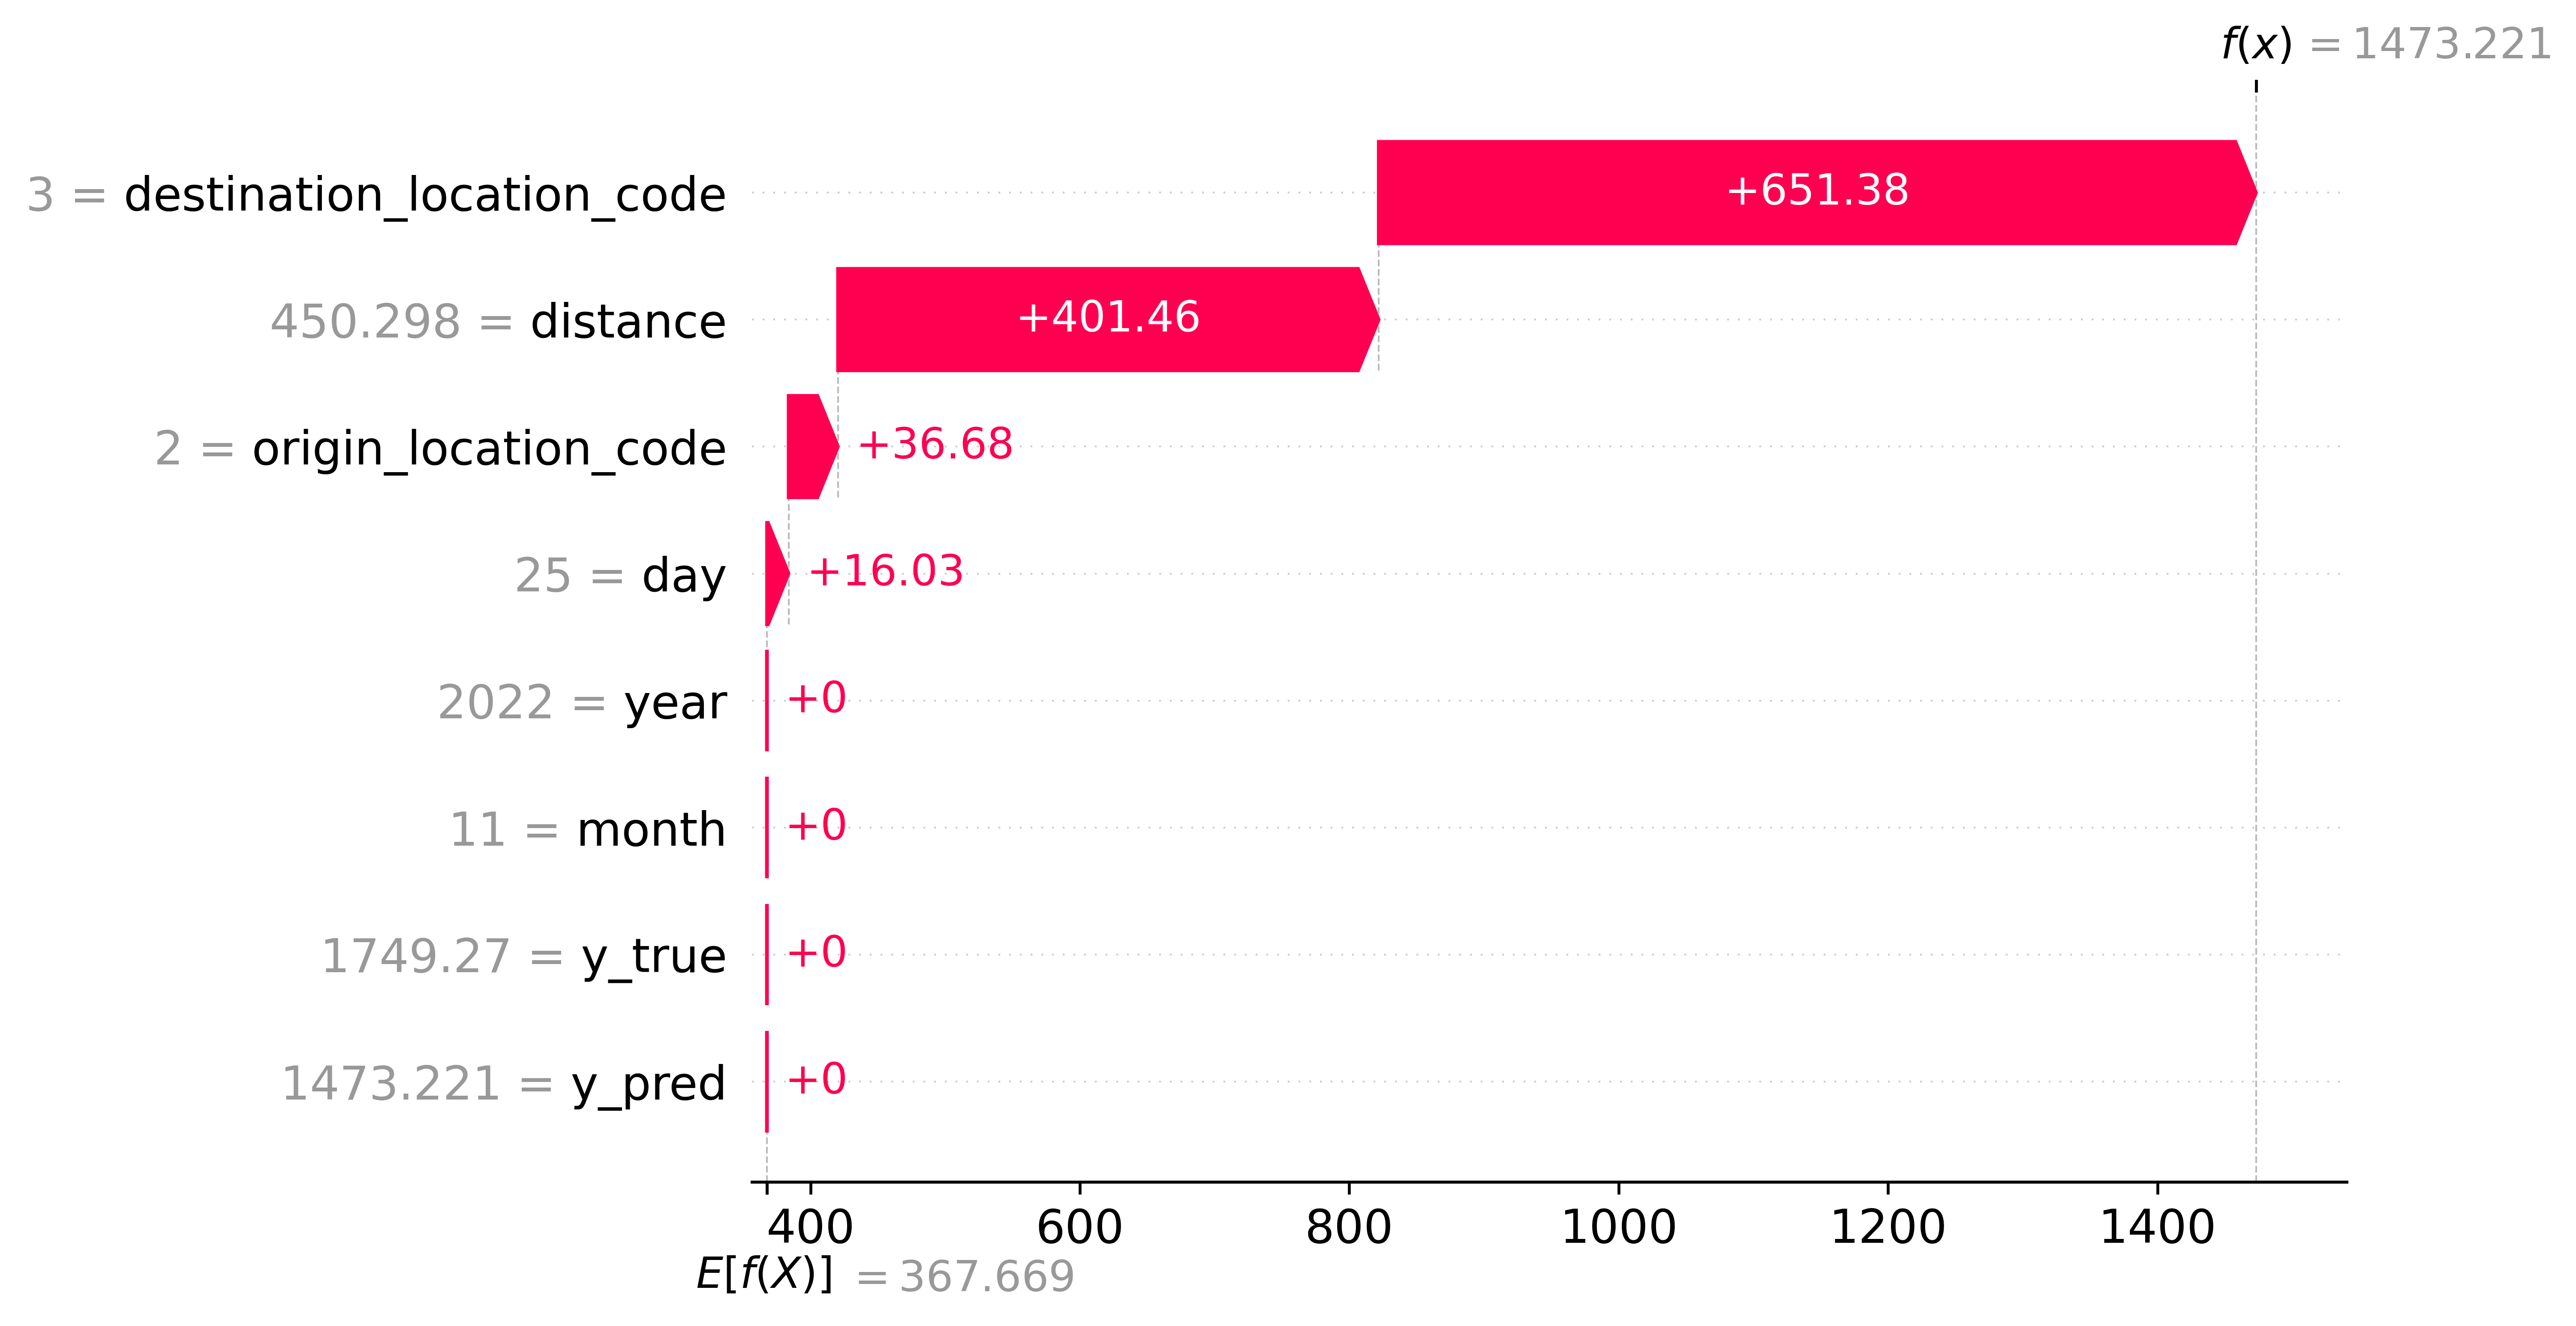 f(x) = 1473.221
3 = destination_location_code
+651.38
450.298 = distance
+401.46
2 = origin_location_code
+36.68
25 = day
+16.03
2022 = year
+0
11 = month
+0
1749.27 = y_true
+0
1473.221 = y_pred
+0
400 600 800 1000 1200 1400
E[f(X)] = 367.669